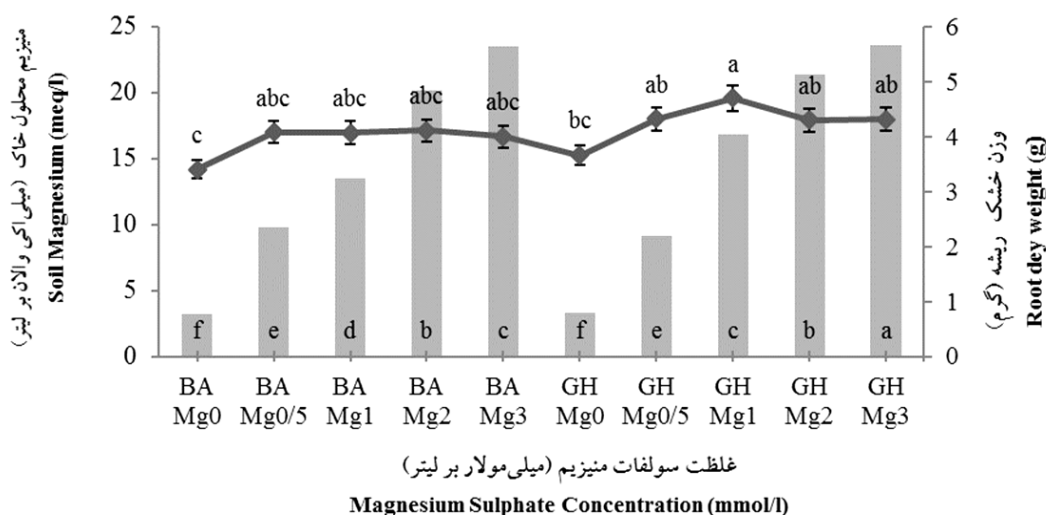 منیزیم محلول خاک (میلی‌اکی والان بر لیتر)
Soil Magnesium (meq/l)
25
20
15
10
5
0
c abc abc abc abc bc ab a ab ab
f e d b c f e c b a
6
5
4
3
2
1
0
وزن خشک ریشه (گرم)
Root dey weight (g)
BA BA BA BA BA GH GH GH GH GH
Mg0 Mg0/5 Mg1 Mg2 Mg3 Mg0 Mg0/5 Mg1 Mg2 Mg3
غلظت سولفات منیزیم (میلی‌مولار بر لیتر)
Magnesium Sulphate Concentration (mmol/l)